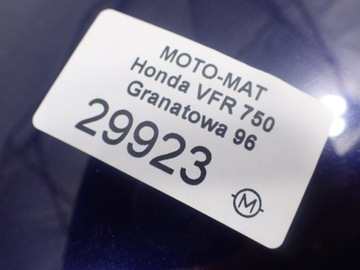 MOTO-MAT
Honda VFR 750
Granatowa 96
29923
M